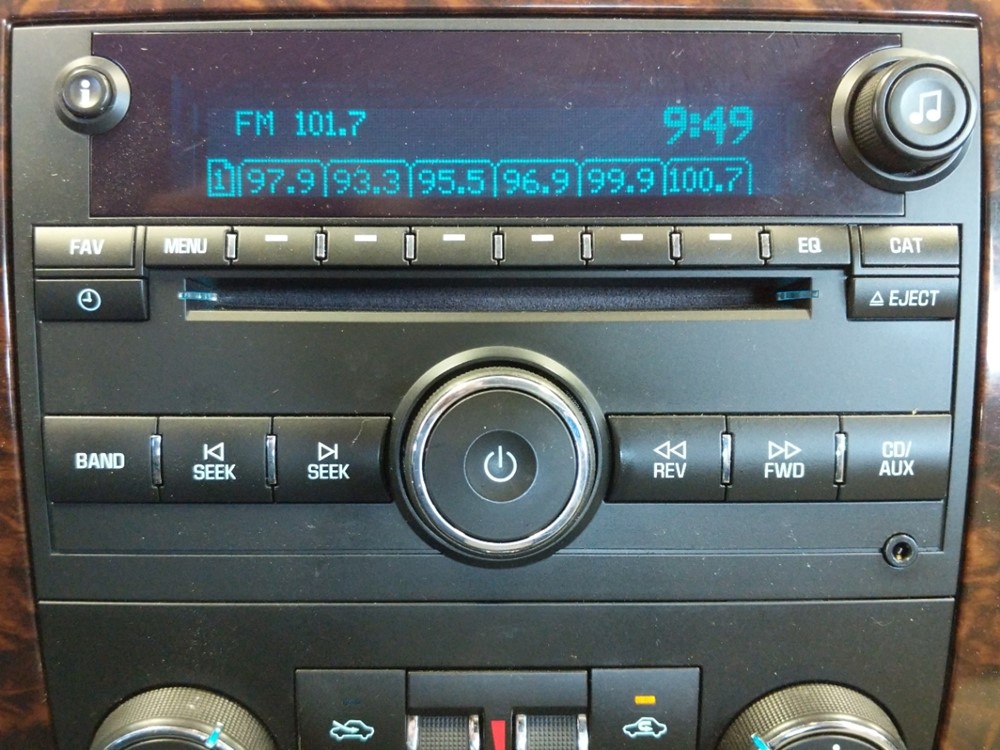 i
FM 101.7 9:49
1 97.9 93.3 95.5 96.9 99.9 100.7
FAV MENU EQ CAT
EJECT
BAND SEEK SEEK REV FWD CD/
AUX